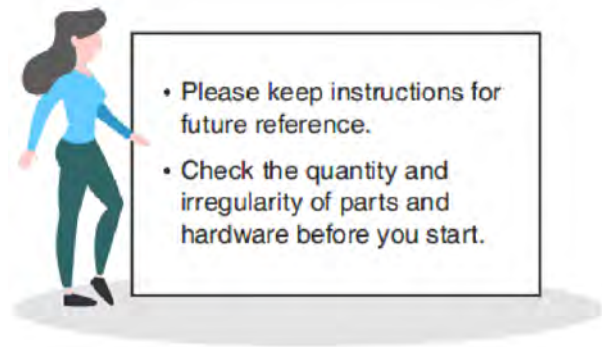 • Please keep instructions for
future reference.
• Check the quantity and
irregularity of parts and
hardware before you start.